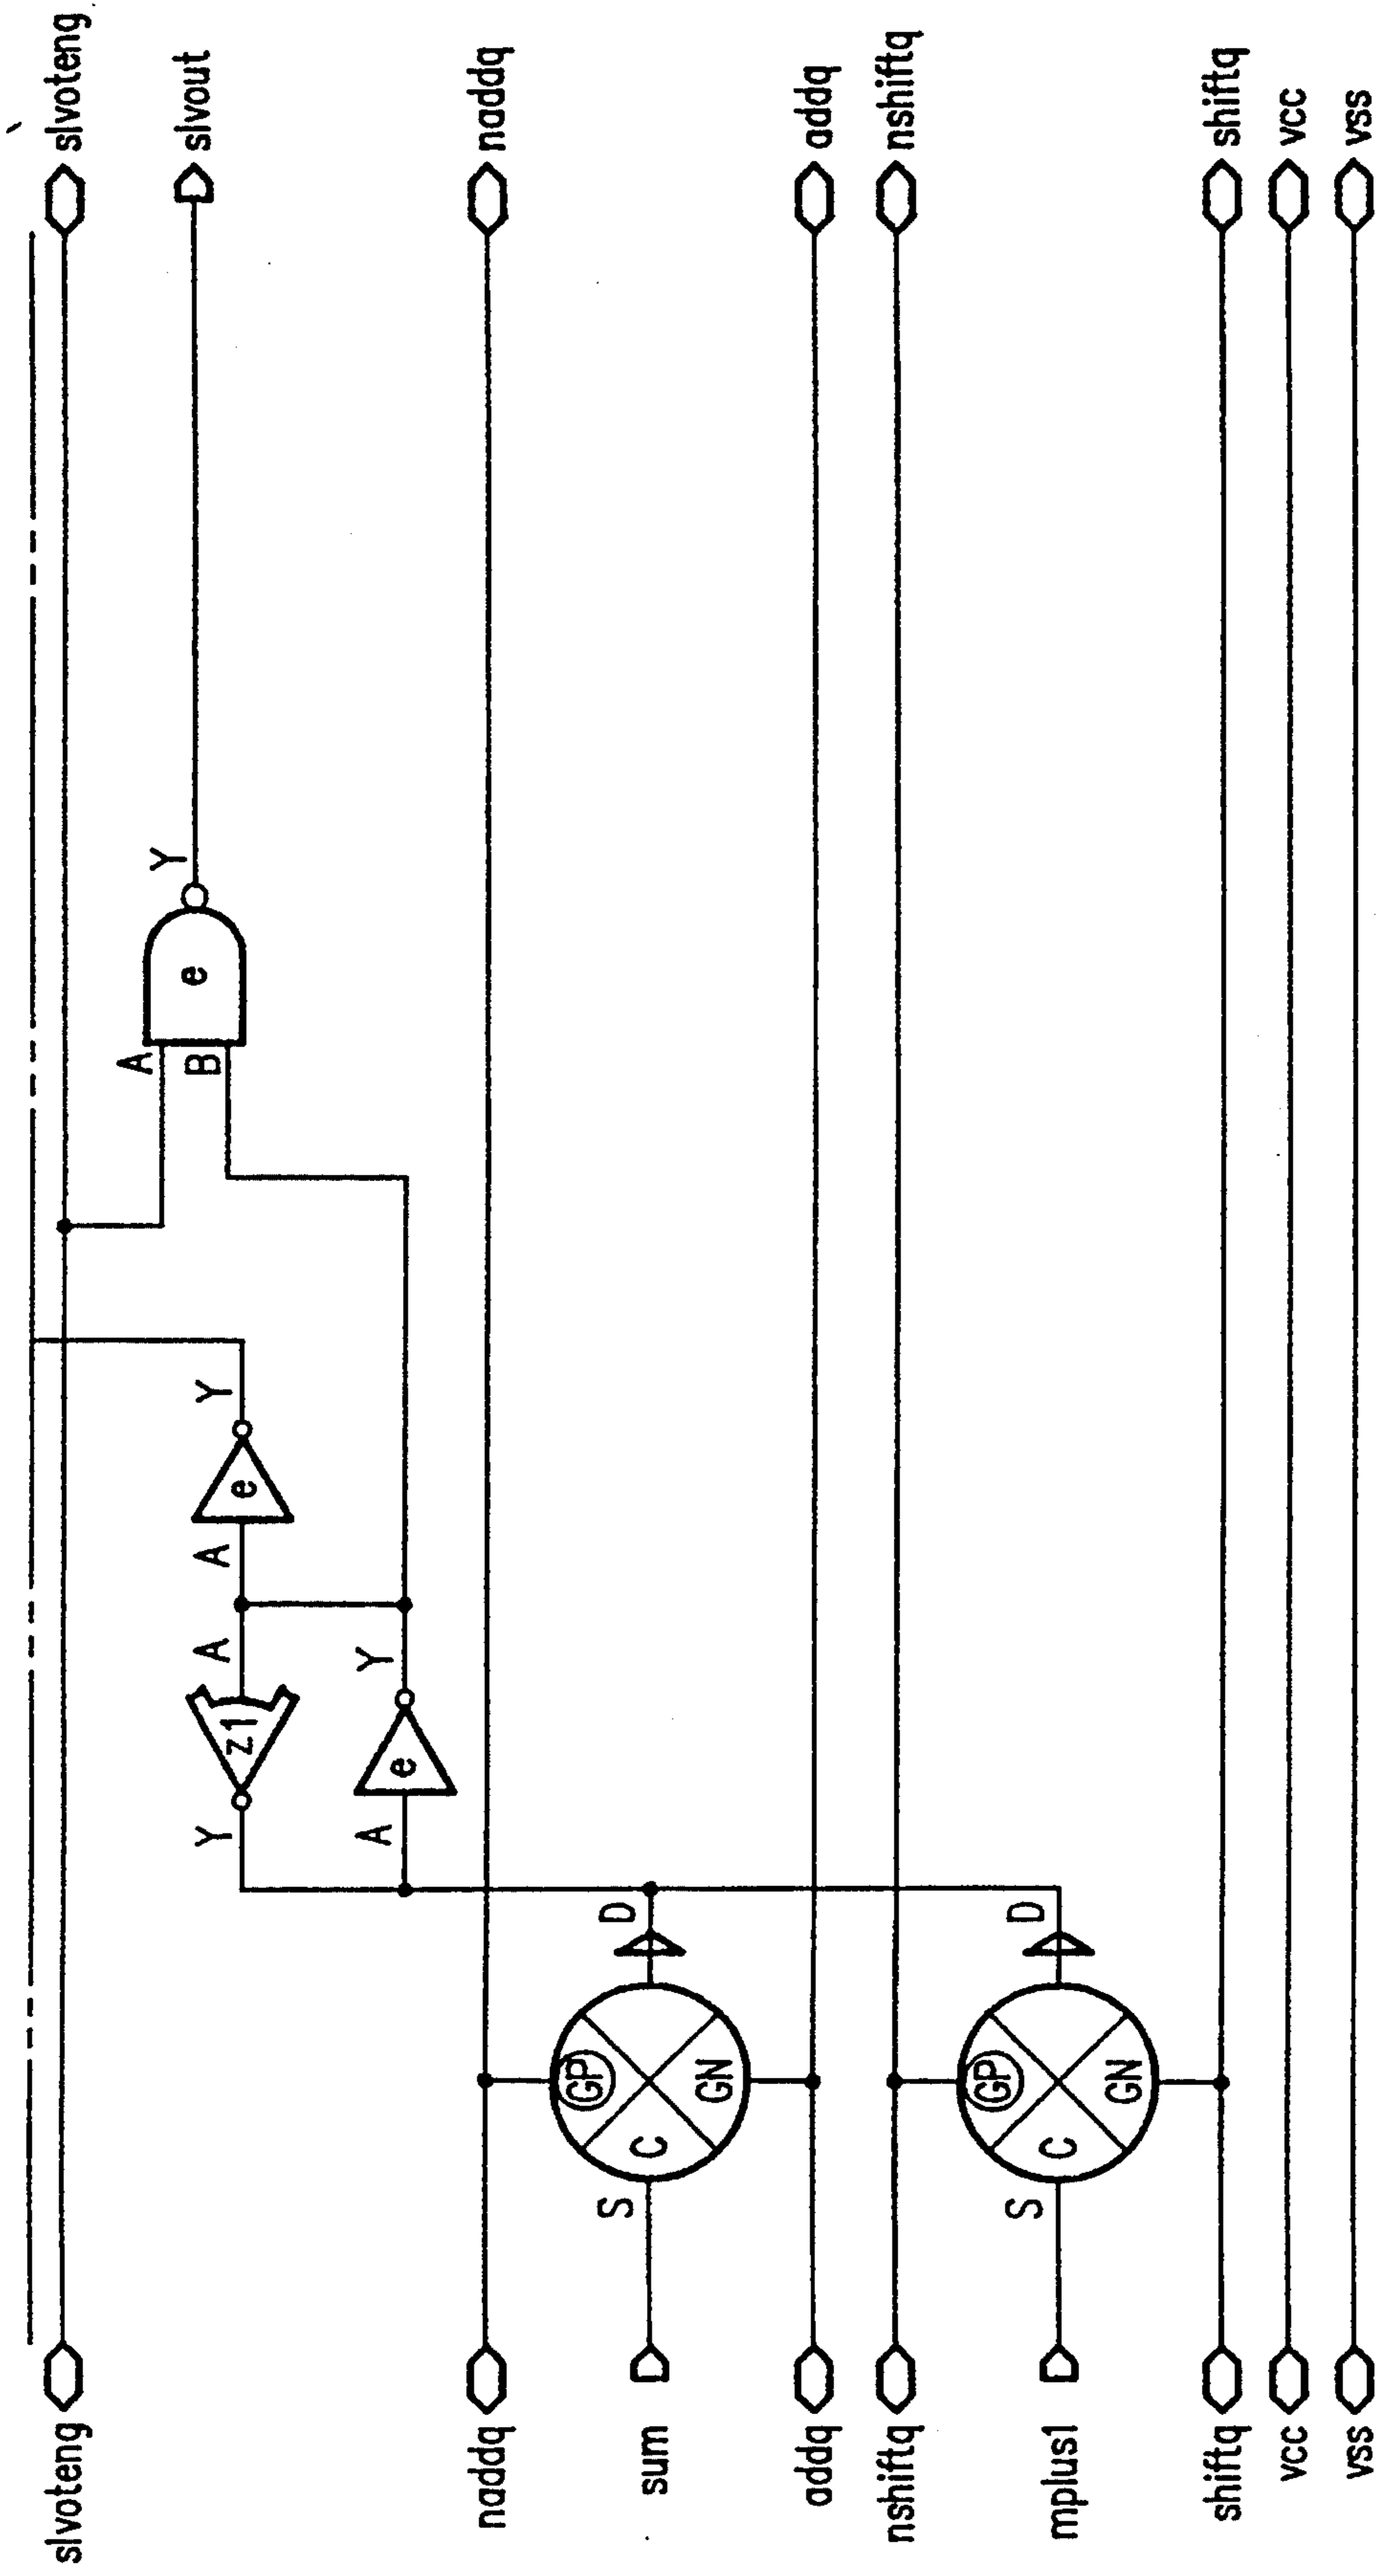 slvoteng
slvoteng
Y
z1
A
A
e
Y
A
B
e
Y
slvout
A
e
Y
naddq
naddq
sum
S
C
GP
GN
D
addq
addq
nshiftq
nshiftq
mplus1
S
C
GP
GN
D
shiftq
shiftq
vcc
vcc
vss
vss